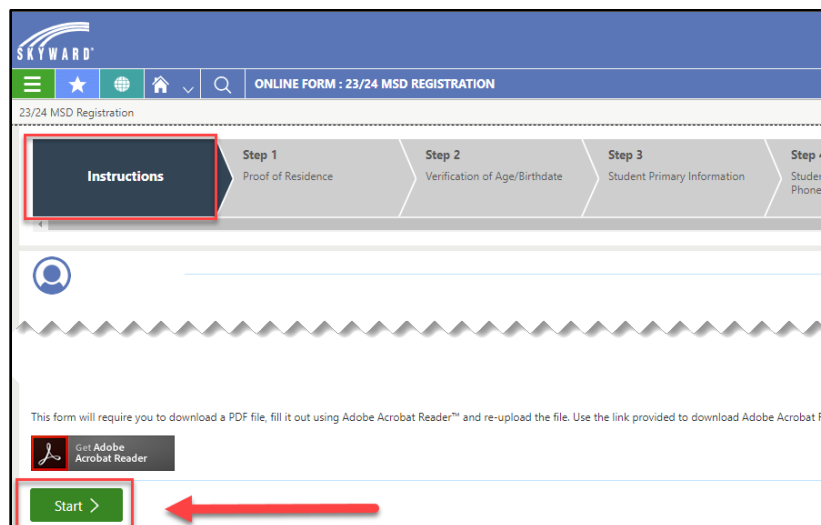 SKYWARD®
ONLINE FORM : 23/24 MSD REGISTRATION
23/24 MSD Registration
Instructions
Step 1
Proof of Residence
Step 2
Verification of Age/Birthdate
Step 3
Student Primary Information
Step
Phone
This form will require you to download a PDF file, fill it out using Adobe Acrobat Reader™ and re-upload the file. Use the link provided to download Adobe Acrobat
Get Adobe
Acrobat Reader
Start